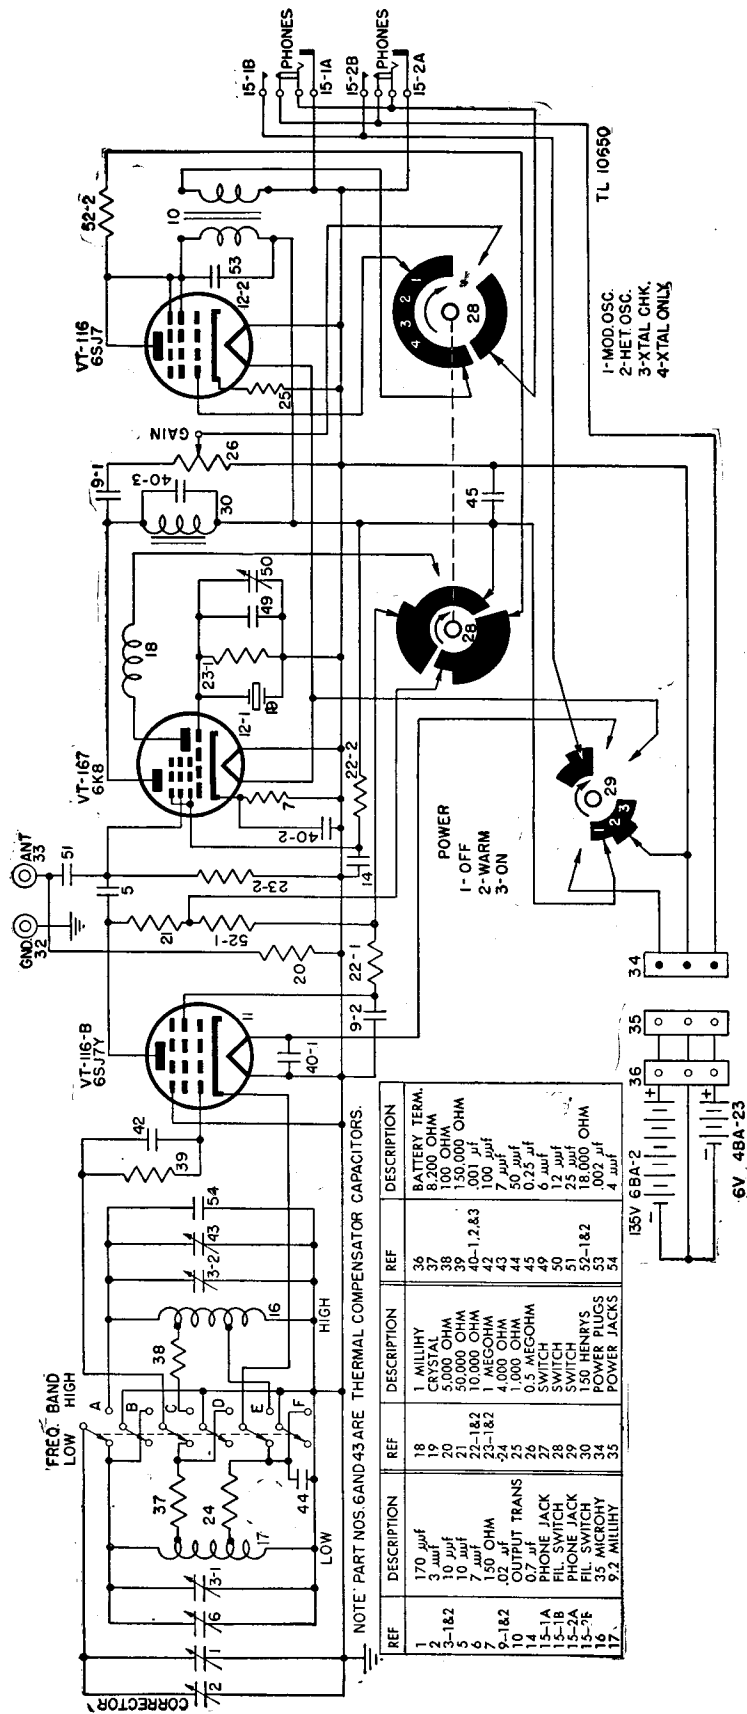 CORRECTOR
2
1
6
3-1
17
LOW
37
24
44
FREQ. BAND
LOW HIGH
A
B
C
D
E
F
38
16
HIGH
3-2
43
54
39
42
VT-116-B
6SJ7Y
11
40-1
9-2
22-1
20
GND.
32
ANT
33
51
5
21
52-1
23-2
14
40-2
7
22-2
VT-167
6K8
18
12-1
19
23-1
49
50
30
40-3
9-1
26
GAIN
25
VT-116
6SJ7
12-2
53
10
52-2
15-1B
PHONES
15-1A
15-2B
PHONES
15-2A
NOTE: PART NOS. 6 AND 43 ARE THERMAL COMPENSATOR CAPACITORS.
45
28
4 3 2 1
28
1-MOD. OSC.
2-HET. OSC.
3-XTAL CHK.
4-XTAL ONLY
TL 10650
POWER
1-OFF
2-WARM
3-ON
1 2 3
29
34
35
36
135V 6BA-2
6V 4BA-23
REF DESCRIPTION REF DESCRIPTION REF DESCRIPTION
1 170 µµf 18 1 MILLIHY 36 BATTERY TERM.
2 3 µµf 19 CRYSTAL 37 8,200 OHM
3-1&2 10 µµf 20 5,000 OHM 38 100 OHM
5 10 µµf 21 50,000 OHM 39 150,000 OHM
6 7 µµf 22-1&2 10,000 OHM 40-1,2,&3 .001 µf
7 150 OHM 23-1&2 1 MEGOHM 42 100 µµf
9-1&2 .02 µf 24 4,000 OHM 43 7 µµf
10 OUTPUT TRANS 25 1,000 OHM 44 50 µµf
14 0.7 µf 26 0.5 MEGOHM 45 0.25 µf
15-1A PHONE JACK 27 SWITCH 49 6 µµf
15-1B FIL. SWITCH 28 SWITCH 50 12 µµf
15-2A PHONE JACK 29 SWITCH 51 25 µµf
15-2B FIL. SWITCH 30 150 HENRYS 52-1&2 18,000 OHM
16 35 MICROHY 34 POWER PLUGS 53 .002 µf
17 9.2 MILLIHY 35 POWER JACKS 54 4 µµf